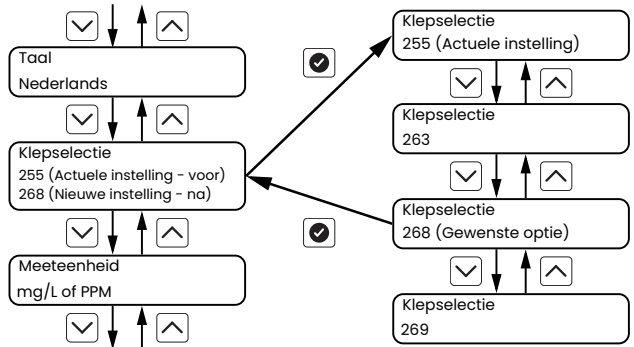 Taal
Nederlands
Klepselectie
255 (Actuele instelling - voor)
268 (Nieuwe instelling - na)
Meeteenheid
mg/L of PPM
Klepselectie
255 (Actuele instelling)
Klepselectie
263
Klepselectie
268 (Gewenste optie)
Klepselectie
269